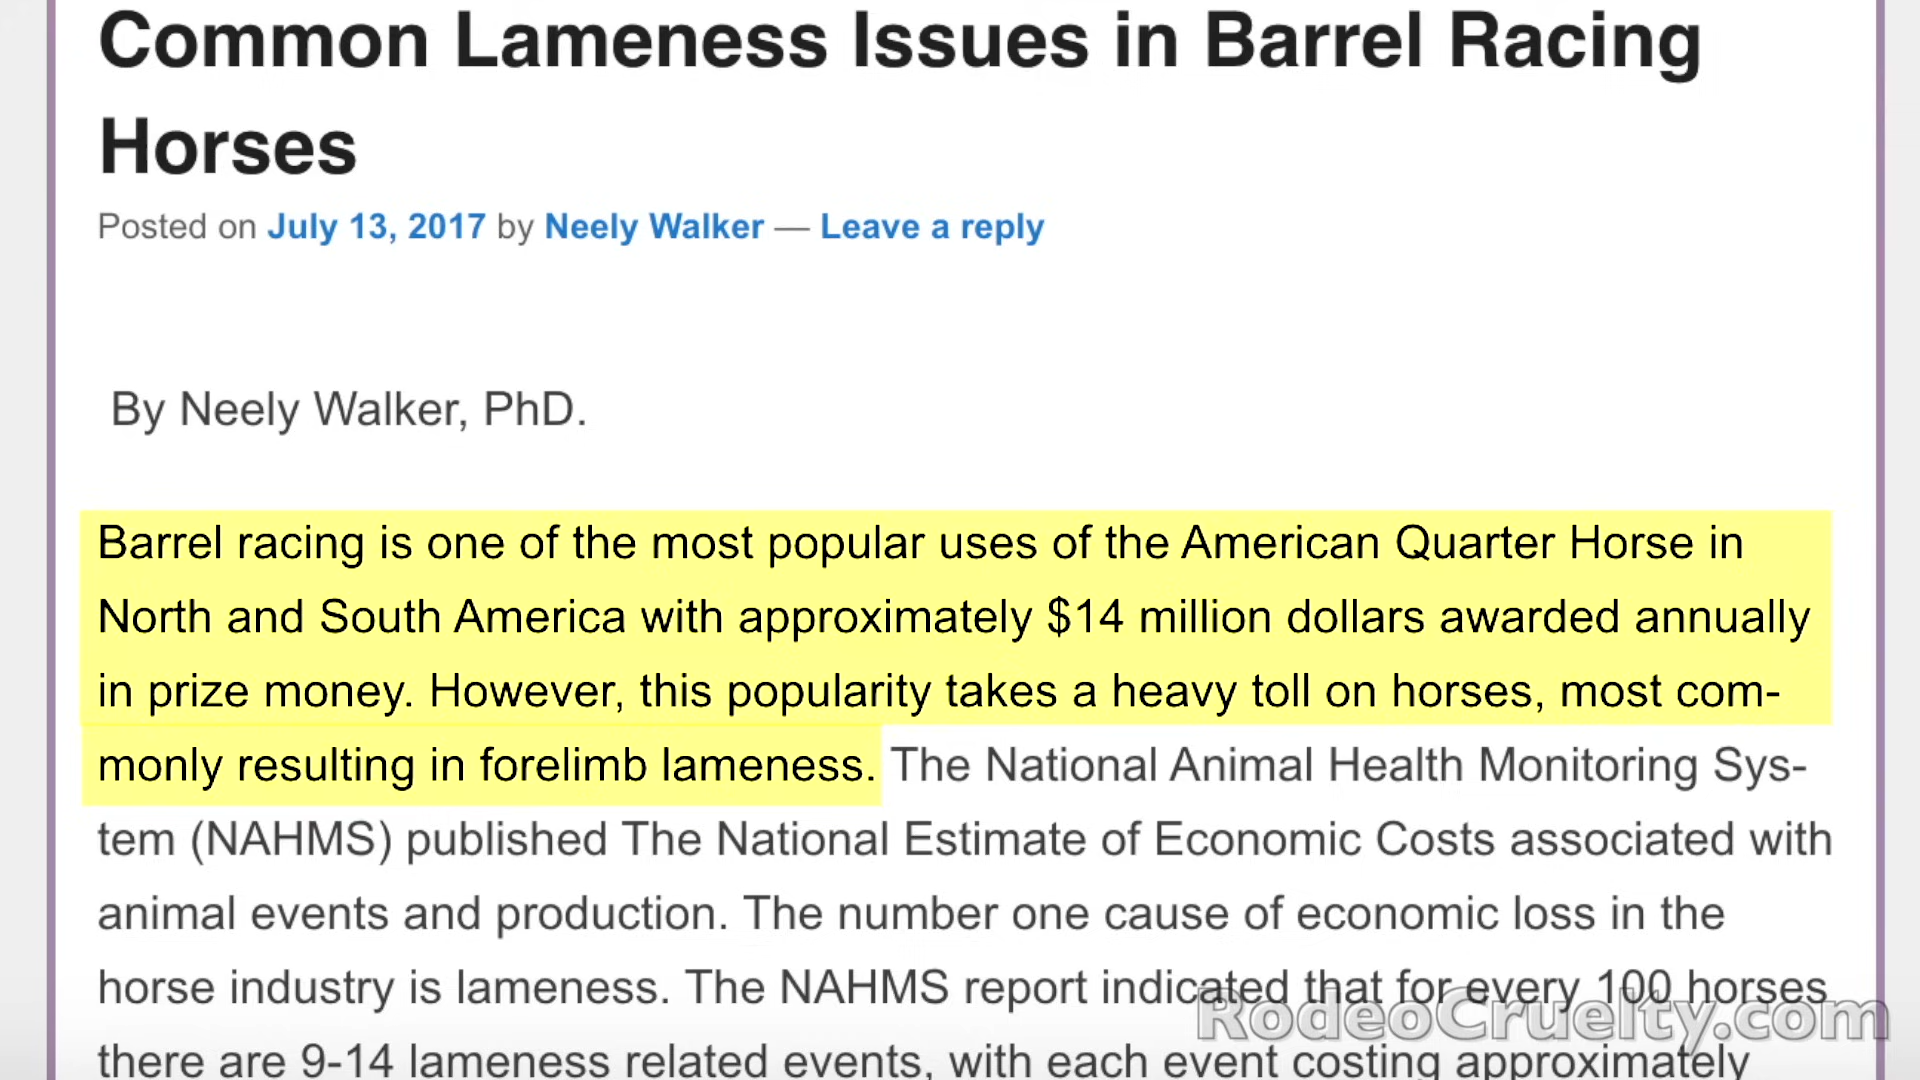 Common Lameness Issues in Barrel Racing
Horses
Posted on July 13, 2017 by Neely Walker — Leave a reply
By Neely Walker, PhD.
Barrel racing is one of the most popular uses of the American Quarter Horse in
North and South America with approximately $14 million dollars awarded annually
in prize money. However, this popularity takes a heavy toll on horses, most com-
monly resulting in forelimb lameness. The National Animal Health Monitoring Sys-
tem (NAHMS) published The National Estimate of Economic Costs associated with
animal events and production. The number one cause of economic loss in the
horse industry is lameness. The NAHMS report indicated that for every 100 horses
RodeoCruelty.com
there are 9-14 lameness related events, with each event costing approximately